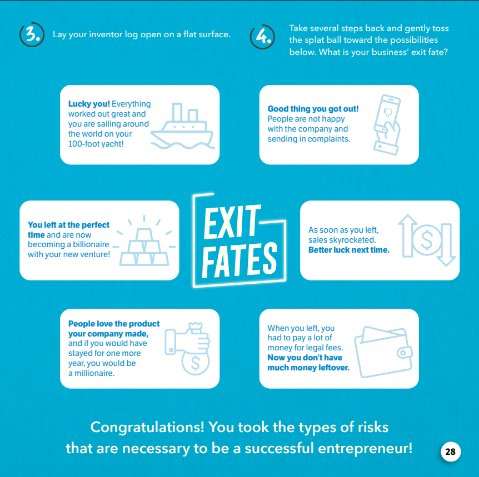 3. Lay your inventor log open on a flat surface.
4. Take several steps back and gently toss
the splat ball toward the possibilities
below. What is your business' exit fate?
Lucky you! Everything
worked out great and
you are sailing around
the world on your
100-foot yacht!
Good thing you got out!
People are not happy
with the company and
sending in complaints.
You left at the perfect
time and are now
becoming a billionaire
with your new venture!
EXIT
FATES
As soon as you left,
sales skyrocketed.
Better luck next time.
$
People love the product
your company made,
and if you would have
stayed for one more
year, you would be
a millionaire.
$
When you left, you
had to pay a lot of
money for legal fees.
Now you don't have
much money leftover.
Congratulations! You took the types of risks
that are necessary to be a successful entrepreneur!
28